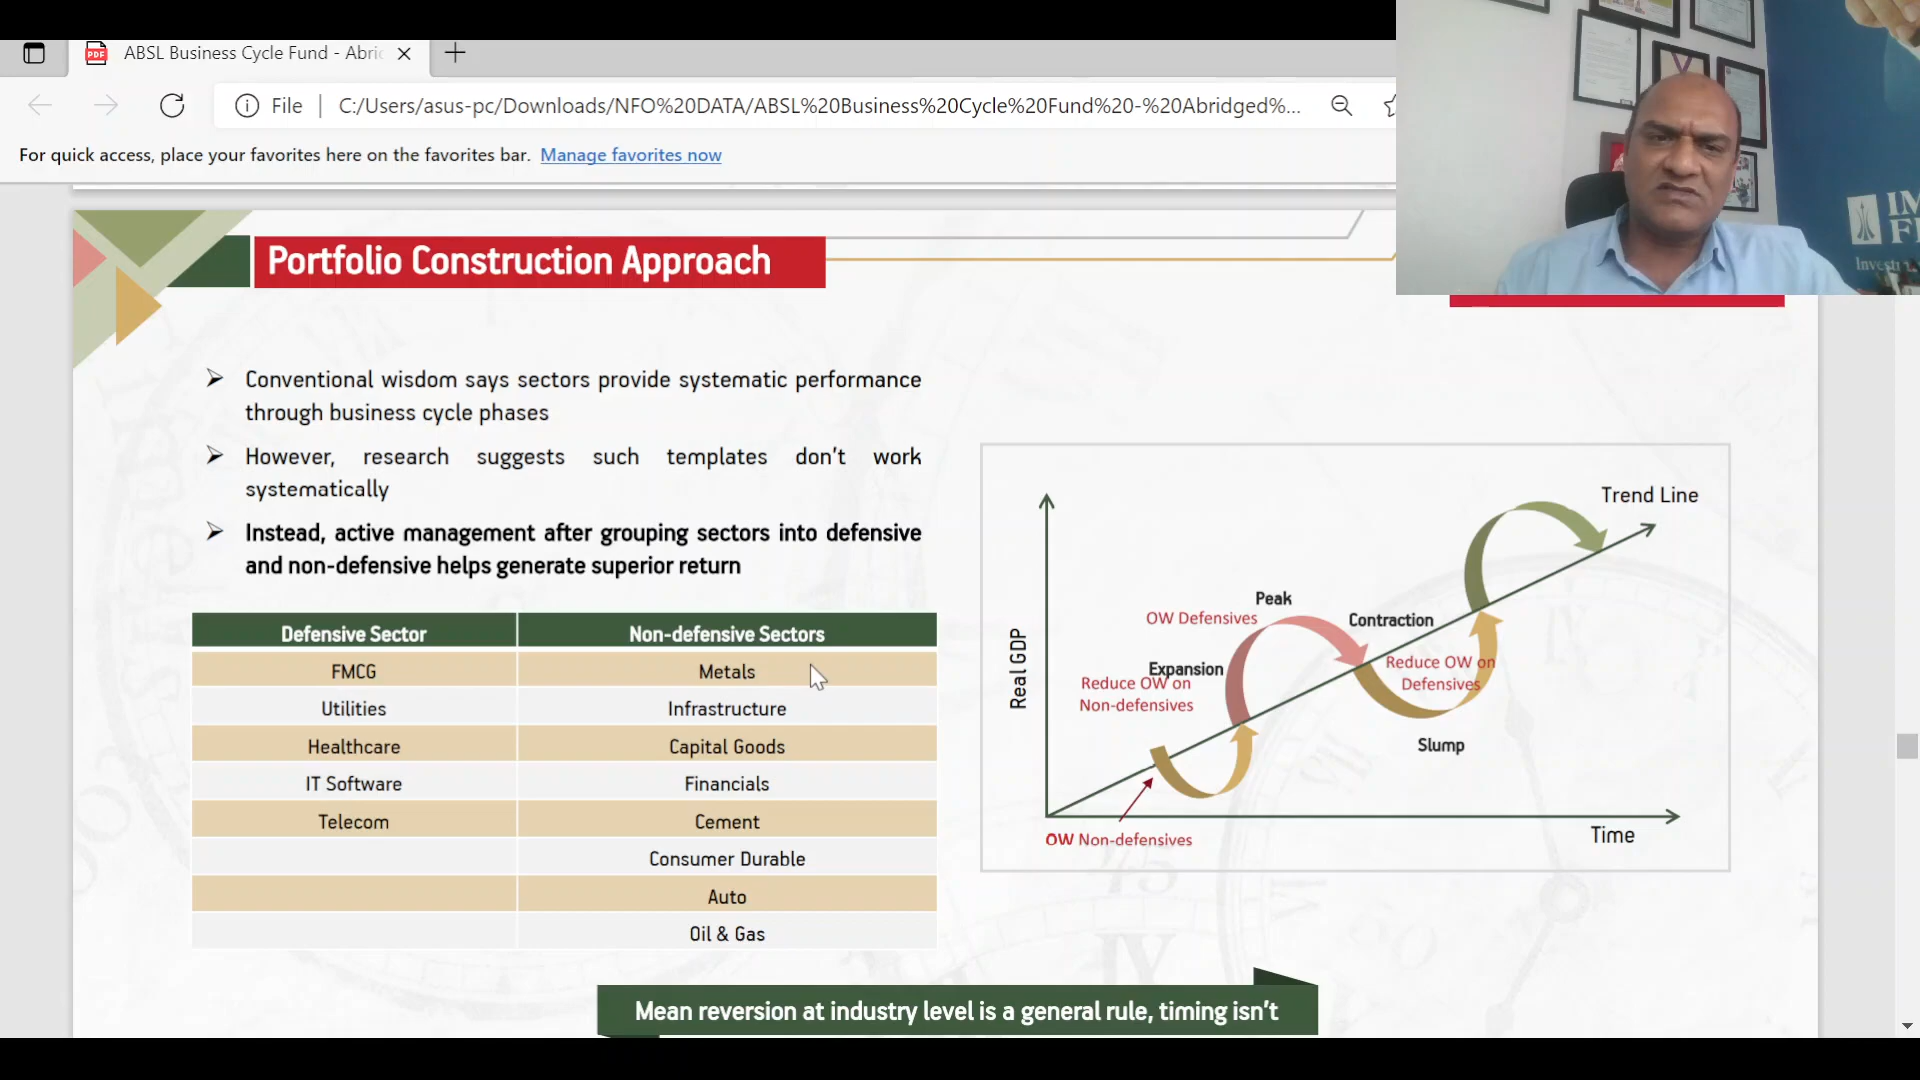 ABSL Business Cycle Fund - Abri
File
C:/Users/asus-pc/Downloads/NFO%20DATA/ABSL%20Business%20Cycle%20Fund%20-%20Abridged%...
For quick access, place your favorites here on the favorites bar. Manage favorites now
Portfolio Construction Approach
Conventional wisdom says sectors provide systematic performance
through business cycle phases
However, research suggests such templates don't work
systematically
Instead, active management after grouping sectors into defensive
and non-defensive helps generate superior return
Defensive Sector Non-defensive Sectors
FMCG Metals
Utilities Infrastructure
Healthcare Capital Goods
IT Software Financials
Telecom Cement
Consumer Durable
Auto
Oil & Gas
Trend Line
Peak
OW Defensives
Contraction
Expansion
Reduce OW on
Non-defensives
Reduce OW on
Defensives
Slump
Real GDP
OW Non-defensives
Time
Mean reversion at industry level is a general rule, timing isn't